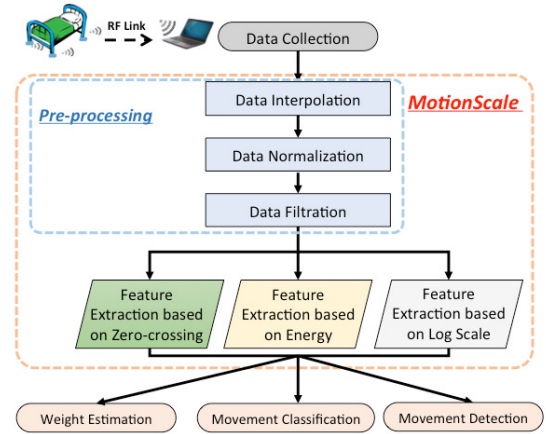 RF Link
Data Collection
Data Interpolation
MotionScale
Pre-processing
Data Normalization
Data Filtration
Feature
Extraction based
on Zero-crossing
Feature
Extraction based
on Energy
Feature
Extraction based
on Log Scale
Weight Estimation
Movement Classification
Movement Detection